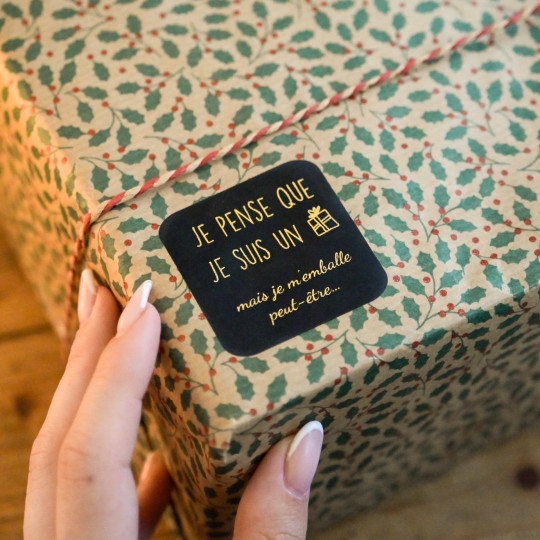 JE PENSE QUE
JE SUIS UN
mais je m'emballe
peut-être...